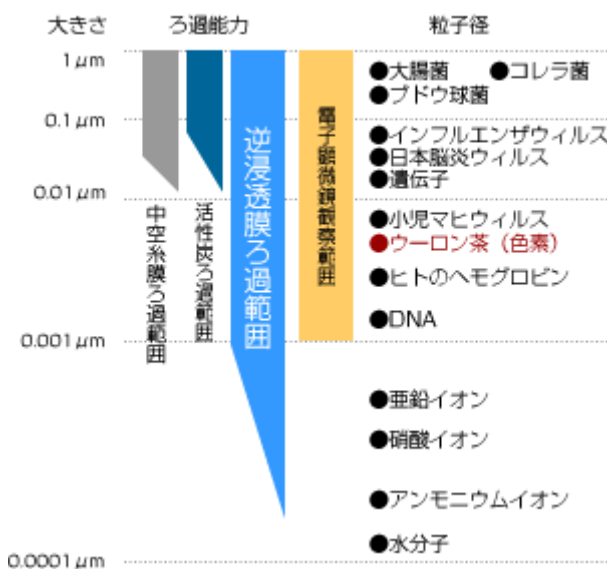 大きさ ろ過能力 粒子径
1μm
●大腸菌 ●コレラ菌
●ブドウ球菌
0.1μm
●インフルエンザウィルス
●日本脳炎ウィルス
●遺伝子
0.01μm
●小児マヒウィルス
●ウーロン茶(色素)
●ヒトのヘモグロビン
●DNA
0.001μm
●亜鉛イオン
●硝酸イオン
●アンモニウムイオン
●水分子
0.0001μm
中空糸膜ろ過範囲
活性炭ろ過範囲
逆浸透膜ろ過範囲
電子顕微鏡観察範囲